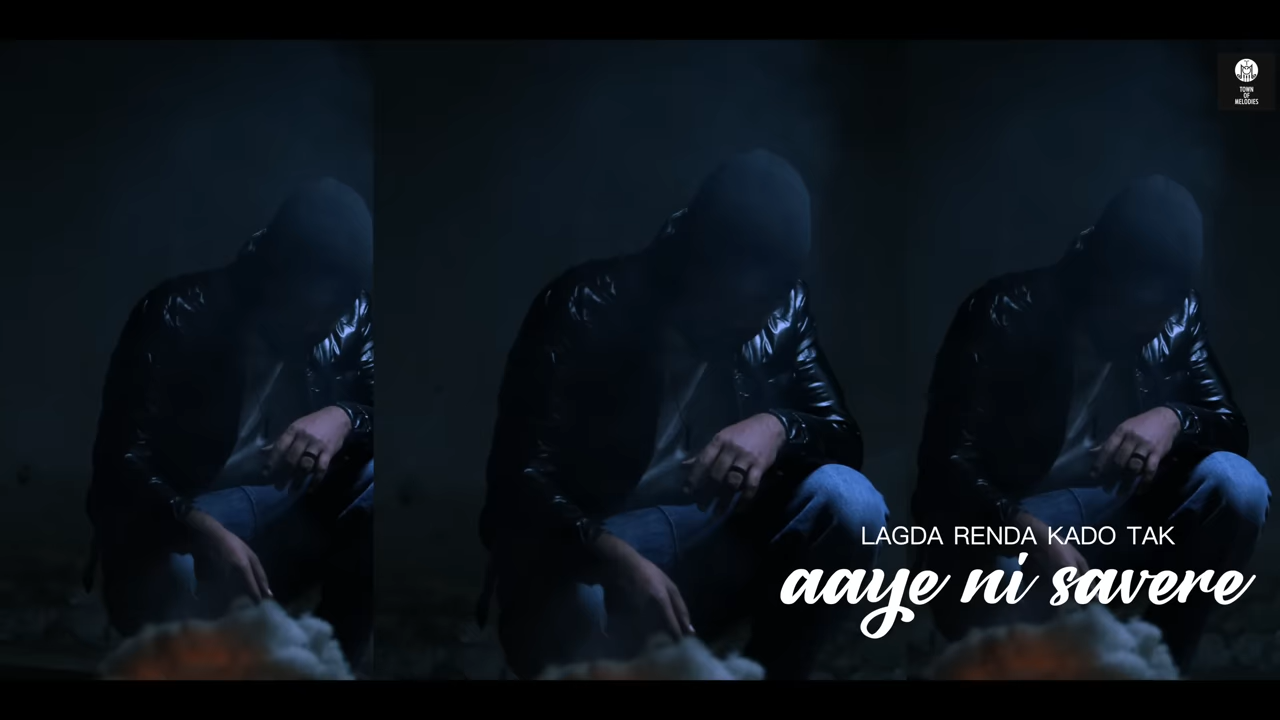 TOWN
OF
MELODIES
LAGDA RENDA KADO TAK
aaye ni savere